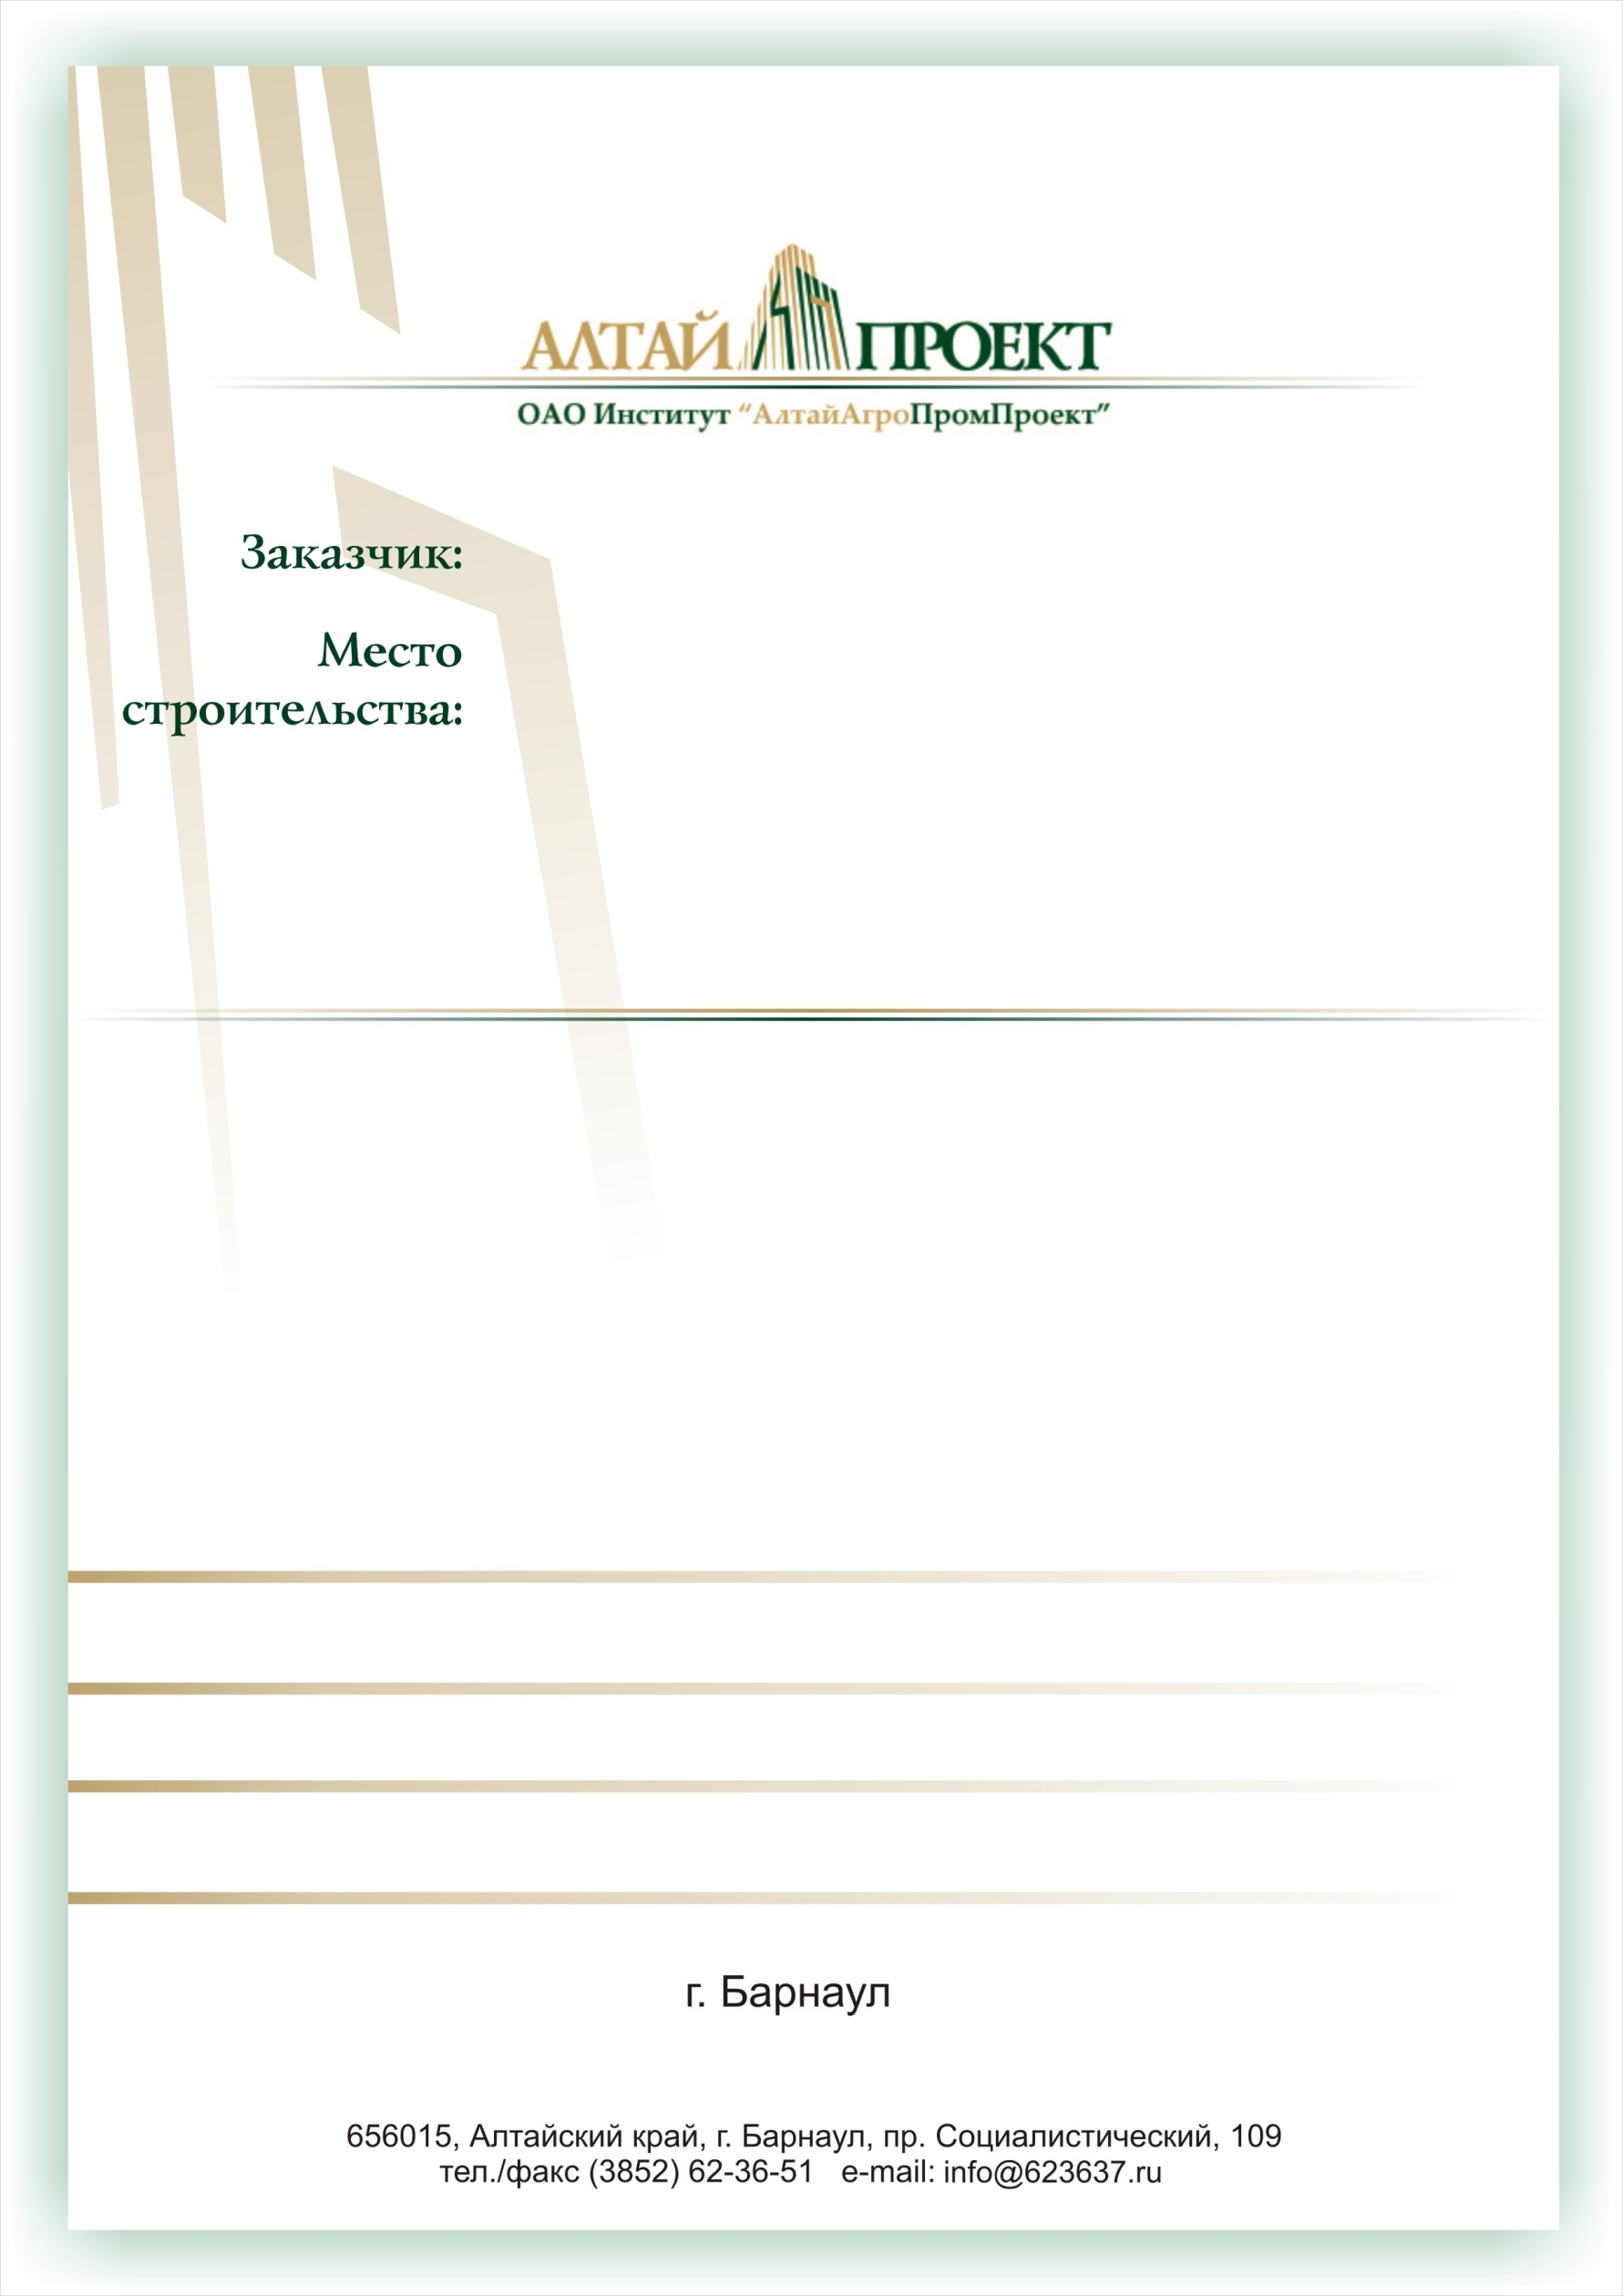 АЛТАЙ ПРОЕКТ
ОАО Институт “АлтайАгроПромПроект”
Заказчик:
Место
строительства:
г. Барнаул
656015, Алтайский край, г. Барнаул, пр. Социалистический, 109
тел./факс (3852) 62-36-51 e-mail: info@623637.ru